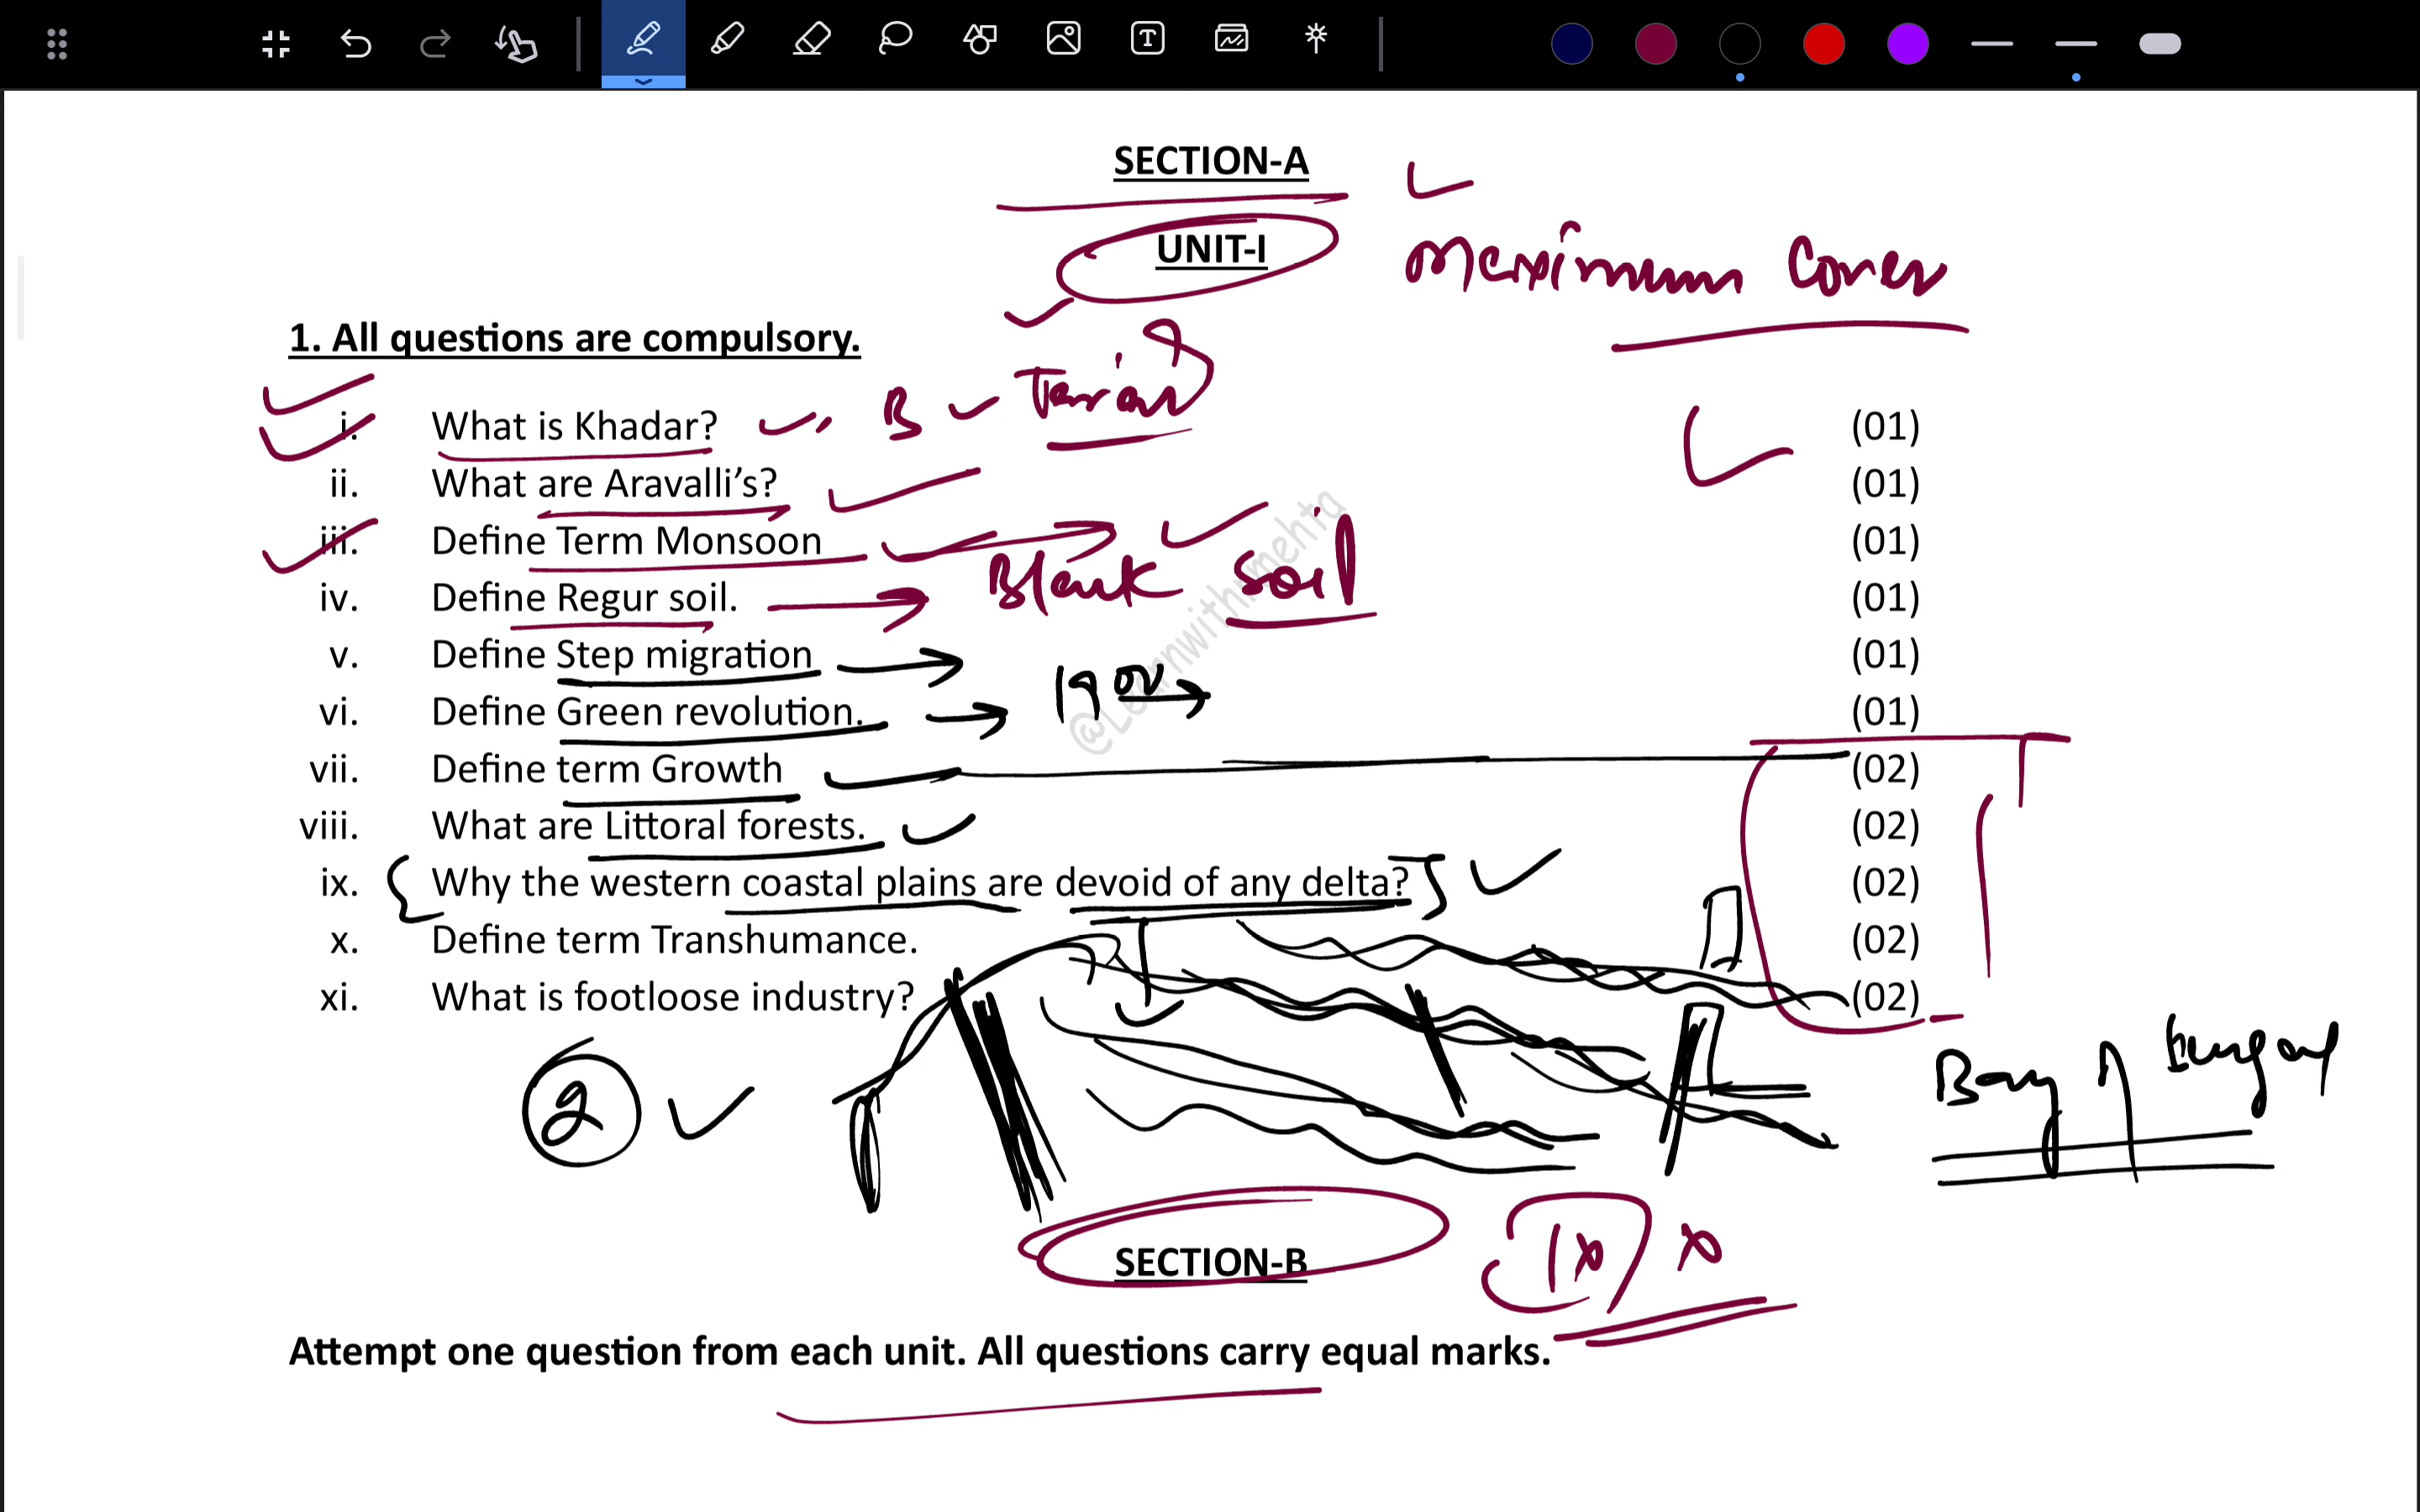 SECTION-A
UNIT-I
Maximum Cover
1. All questions are compulsory.
i. What is Khadar? B Terai (01)
ii. What are Aravalli’s? (01)
iii. Define Term Monsoon (01)
iv. Define Regur soil. Black soil (01)
v. Define Step migration (01)
vi. Define Green revolution. (01)
vii. Define term Growth (02)
viii. What are Littoral forests. (02)
ix. Why the western coastal plains are devoid of any delta? (02)
x. Define term Transhumance. (02)
xi. What is footloose industry? (02)
2
Bay of Bengal
SECTION-B
Attempt one question from each unit. All questions carry equal marks.
@Learnwithmmehta